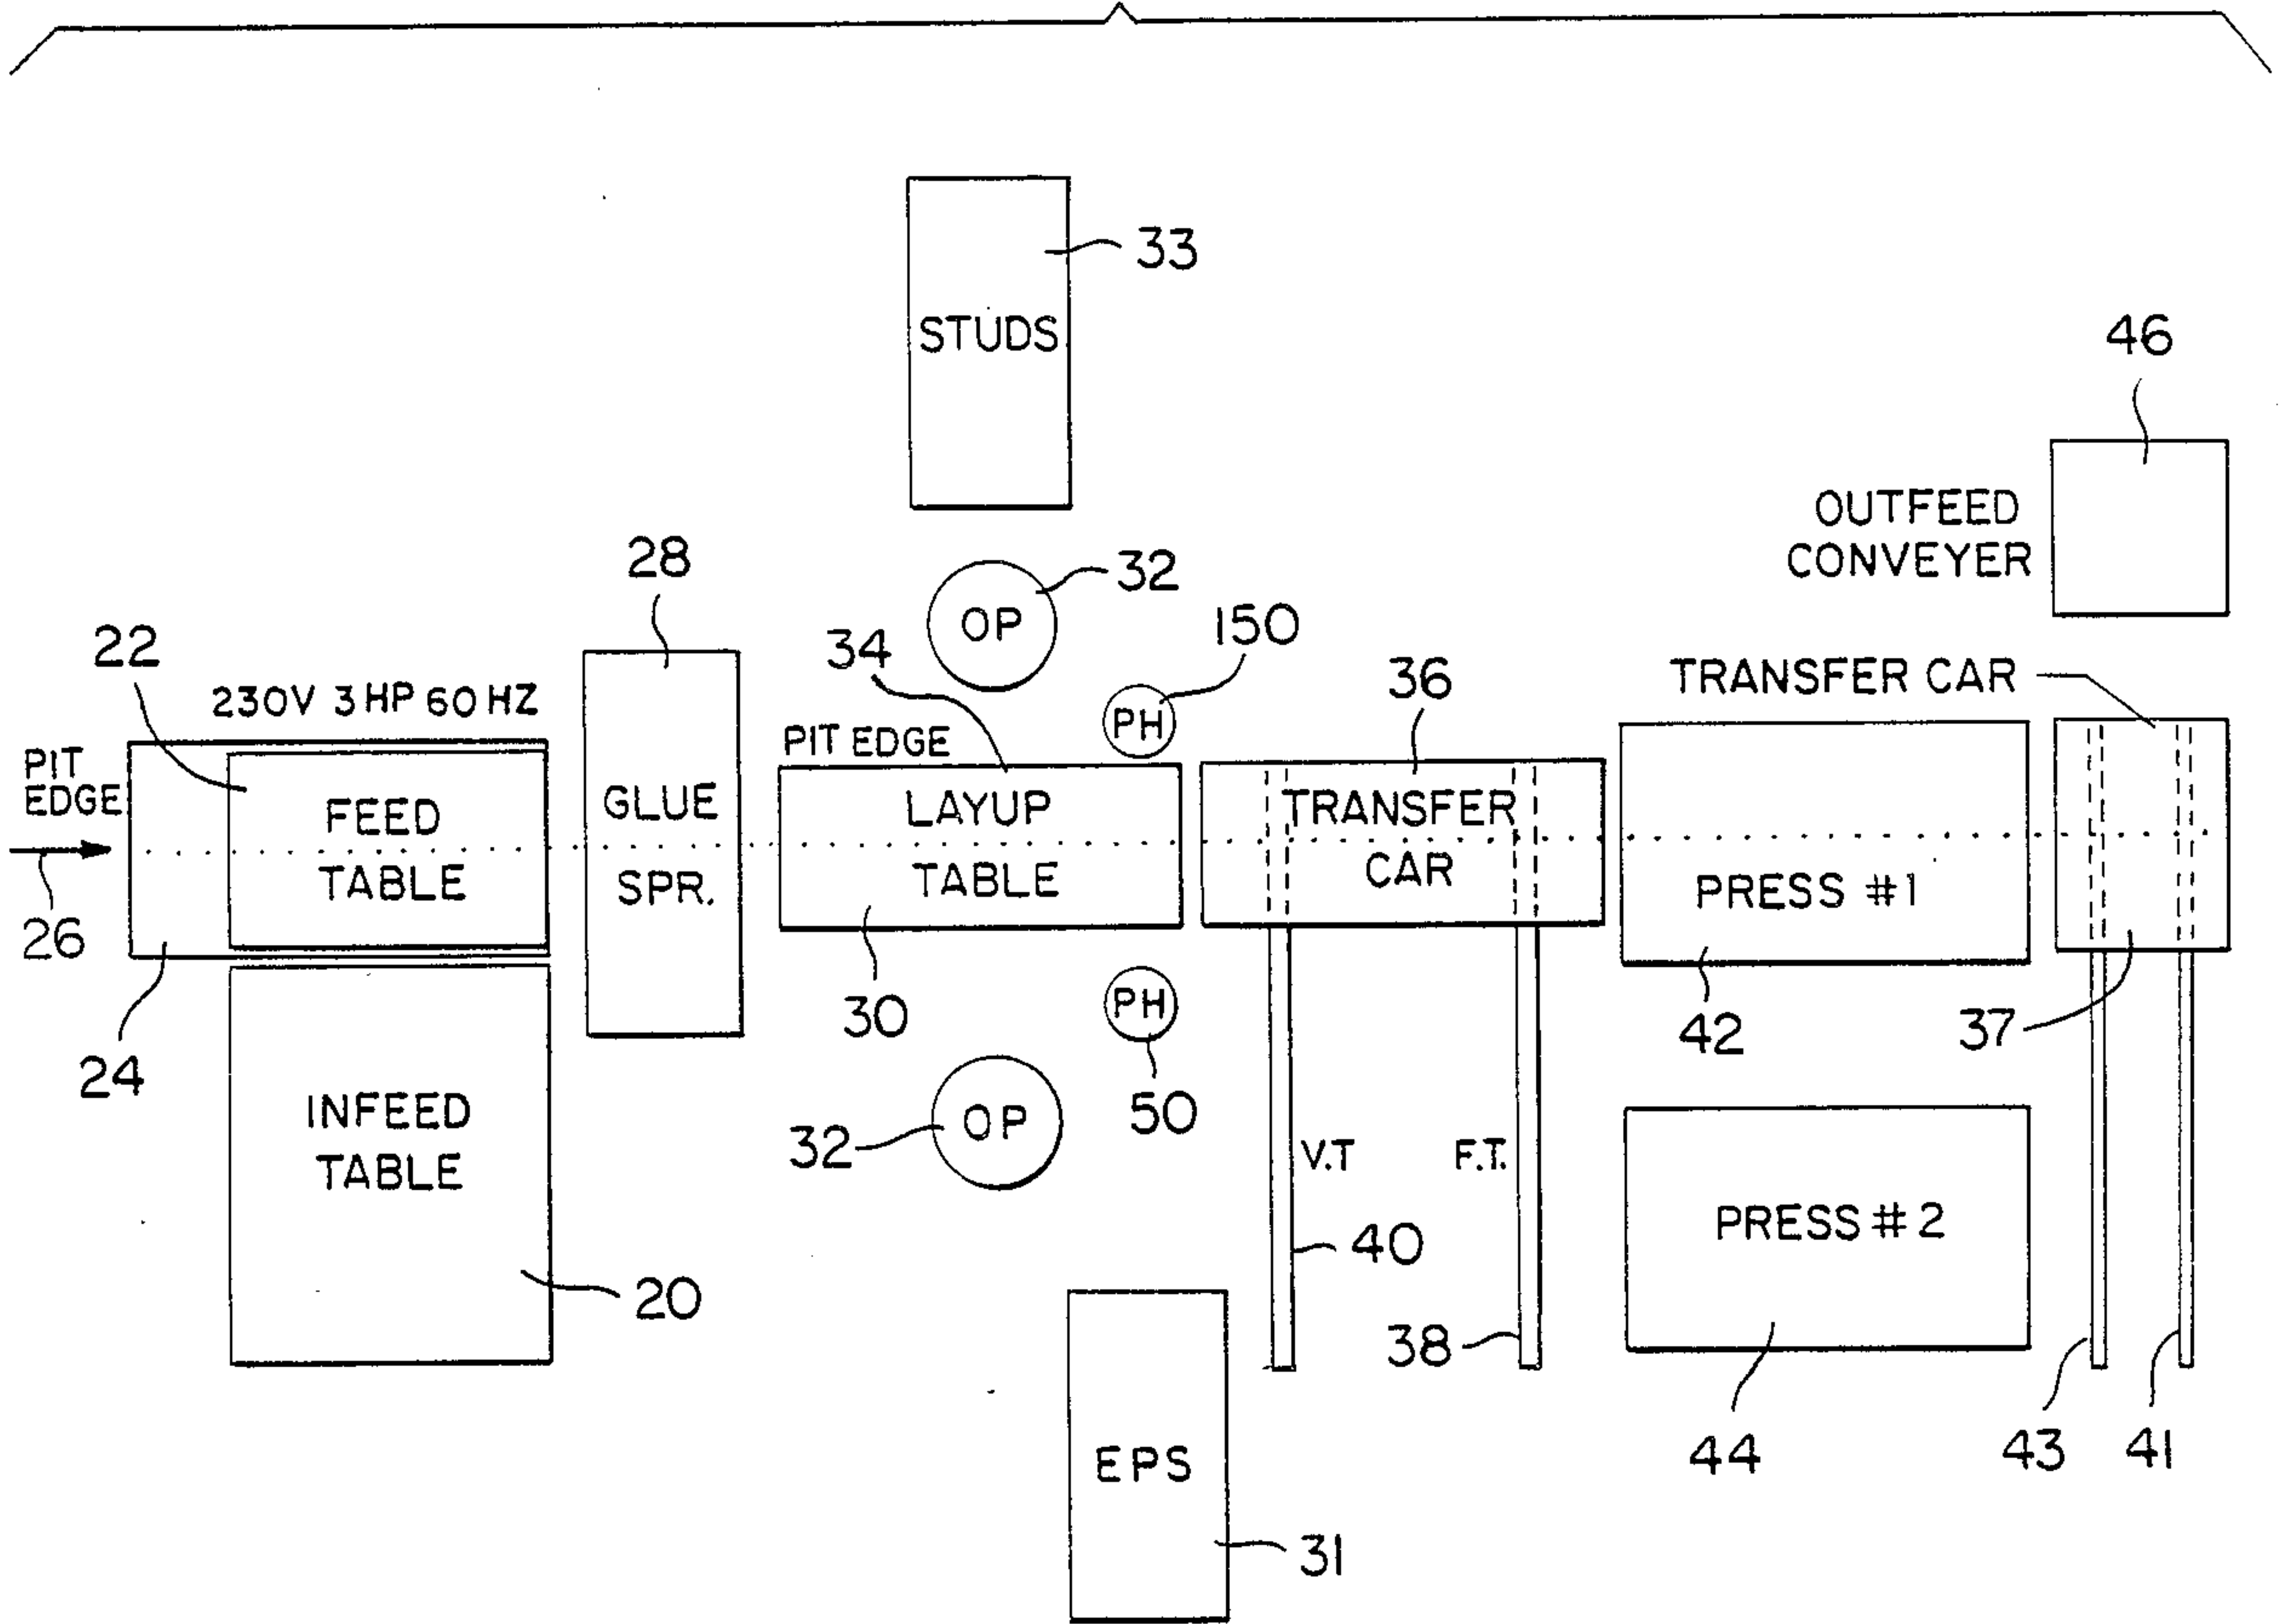 33
STUDS
46
OUTFEED
CONVEYER
28
32
OP
150
34
22
230V 3 HP 60 HZ
PH
36
TRANSFER CAR
PIT
EDGE
PIT EDGE
FEED
TABLE
GLUE
SPR.
LAYUP
TABLE
TRANSFER
CAR
PRESS #1
26
24
30
PH
50
42
37
INFEED
TABLE
32
OP
V.T
F.T.
PRESS #2
40
20
38
44
43
41
EPS
31